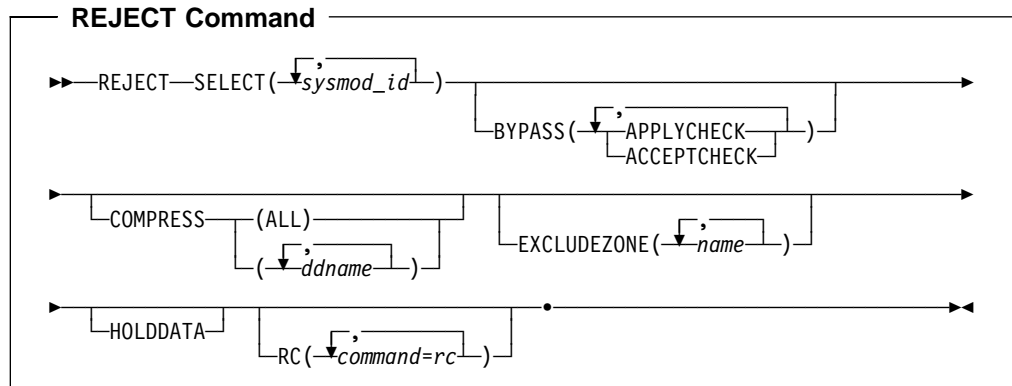 REJECT Command
,
REJECT SELECT( sysmod_id )
,
BYPASS( APPLYCHECK )
ACCEPTCHECK
COMPRESS (ALL)
,
( ddname )
,
EXCLUDEZONE( name )
HOLDDATA
,
RC( command=rc )